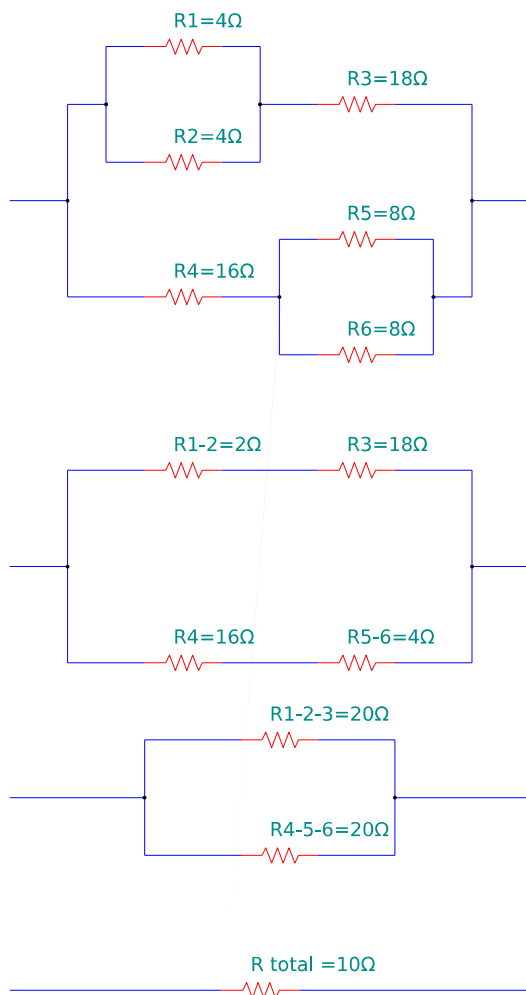 R1=4Ω
R3=18Ω
R2=4Ω
R5=8Ω
R4=16Ω
R6=8Ω
R1-2=2Ω
R3=18Ω
R4=16Ω
R5-6=4Ω
R1-2-3=20Ω
R4-5-6=20Ω
R total =10Ω